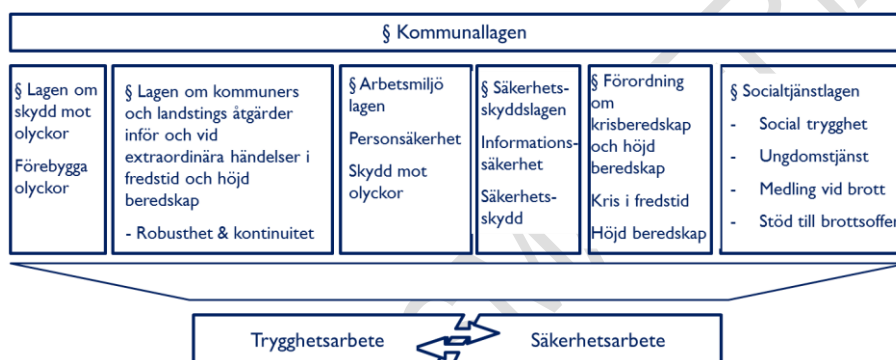 § Kommunallagen
§ Lagen om
skydd mot
olyckor
Förebygga
olyckor
§ Lagen om kommuners
och landstings åtgärder
inför och vid
extraordinära händelser i
fredstid och höjd
beredskap
- Robusthet & kontinuitet
§ Arbetsmiljö
lagen
Personsäkerhet
Skydd mot
olyckor
§ Säkerhets-
skyddslagen
Informations-
säkerhet
Säkerhets-
skydd
§ Förordning
om
krisberedskap
och höjd
beredskap
Kris i fredstid
Höjd beredskap
§ Socialtjänstlagen
- Social trygghet
- Ungdomstjänst
- Medling vid brott
- Stöd till brottsoffer
Trygghetsarbete
Säkerhetsarbete